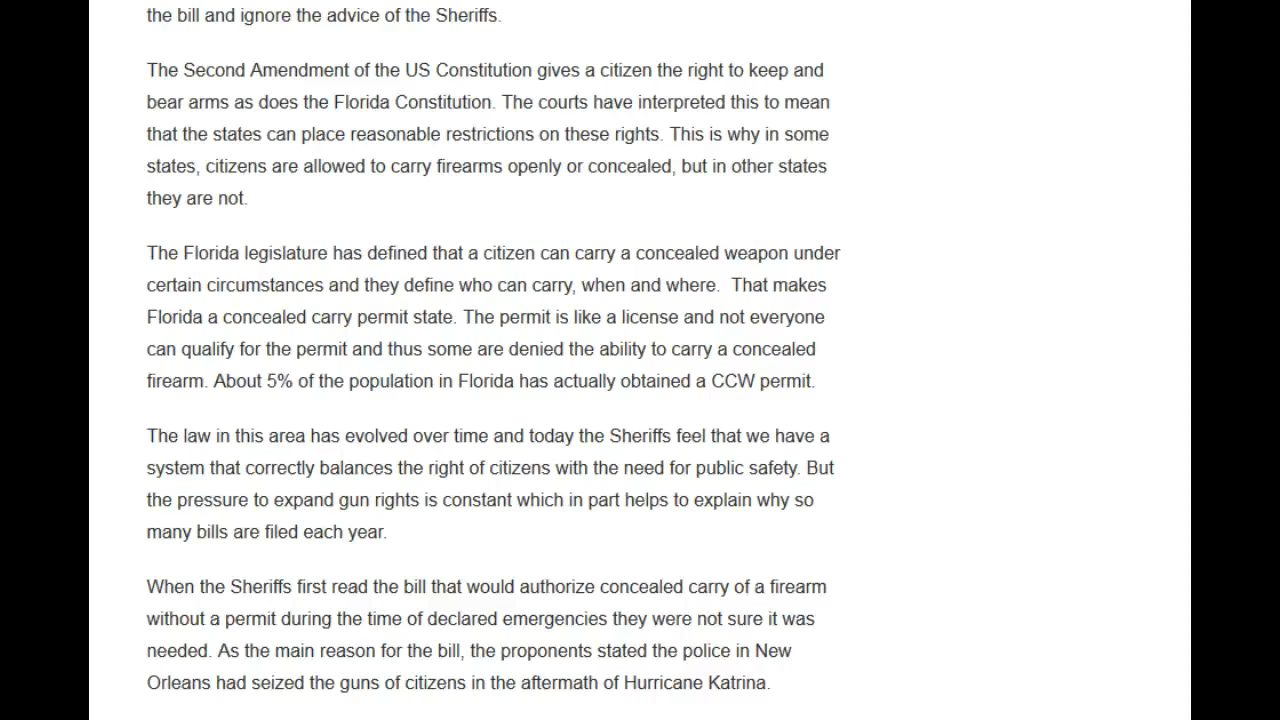 the bill and ignore the advice of the Sheriffs.
The Second Amendment of the US Constitution gives a citizen the right to keep and
bear arms as does the Florida Constitution. The courts have interpreted this to mean
that the states can place reasonable restrictions on these rights. This is why in some
states, citizens are allowed to carry firearms openly or concealed, but in other states
they are not.
The Florida legislature has defined that a citizen can carry a concealed weapon under
certain circumstances and they define who can carry, when and where.  That makes
Florida a concealed carry permit state. The permit is like a license and not everyone
can qualify for the permit and thus some are denied the ability to carry a concealed
firearm. About 5% of the population in Florida has actually obtained a CCW permit.
The law in this area has evolved over time and today the Sheriffs feel that we have a
system that correctly balances the right of citizens with the need for public safety. But
the pressure to expand gun rights is constant which in part helps to explain why so
many bills are filed each year.
When the Sheriffs first read the bill that would authorize concealed carry of a firearm
without a permit during the time of declared emergencies they were not sure it was
needed. As the main reason for the bill, the proponents stated the police in New
Orleans had seized the guns of citizens in the aftermath of Hurricane Katrina.